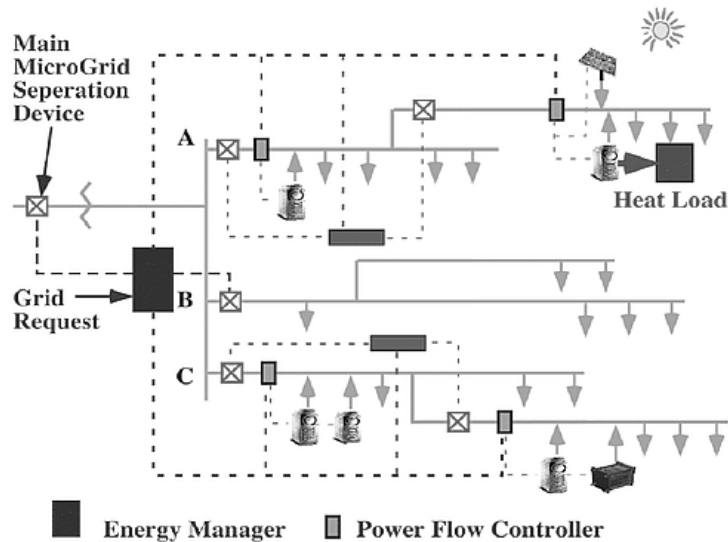 Main
MicroGrid
Seperation
Device
A
Heat Load
Grid
Request
B
C
Energy Manager
Power Flow Controller